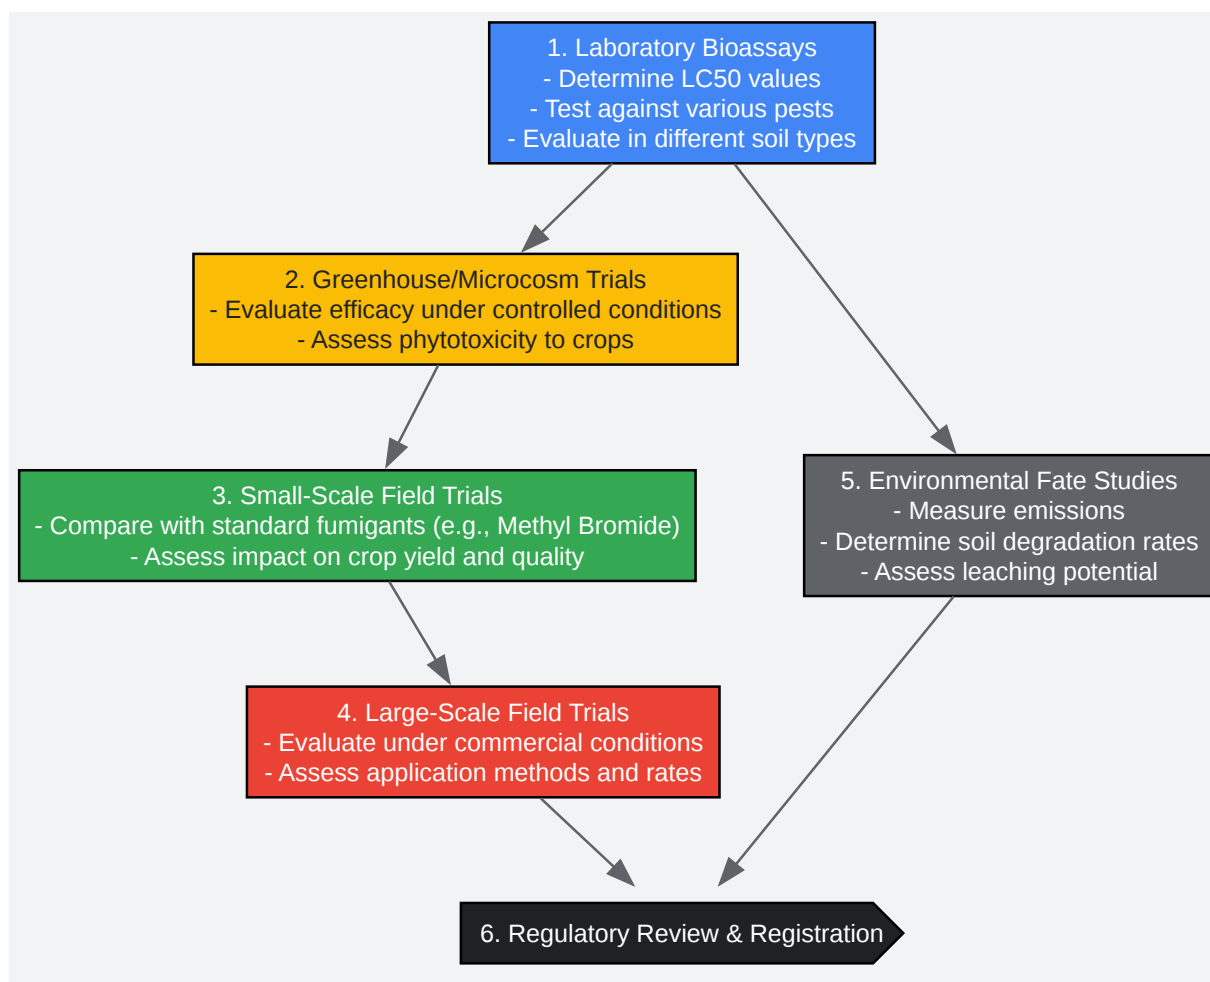 1. Laboratory Bioassays
- Determine LC50 values
- Test against various pests
- Evaluate in different soil types
2. Greenhouse/Microcosm Trials
- Evaluate efficacy under controlled conditions
- Assess phytotoxicity to crops
3. Small-Scale Field Trials
- Compare with standard fumigants (e.g., Methyl Bromide)
- Assess impact on crop yield and quality
5. Environmental Fate Studies
- Measure emissions
- Determine soil degradation rates
- Assess leaching potential
4. Large-Scale Field Trials
- Evaluate under commercial conditions
- Assess application methods and rates
6. Regulatory Review & Registration